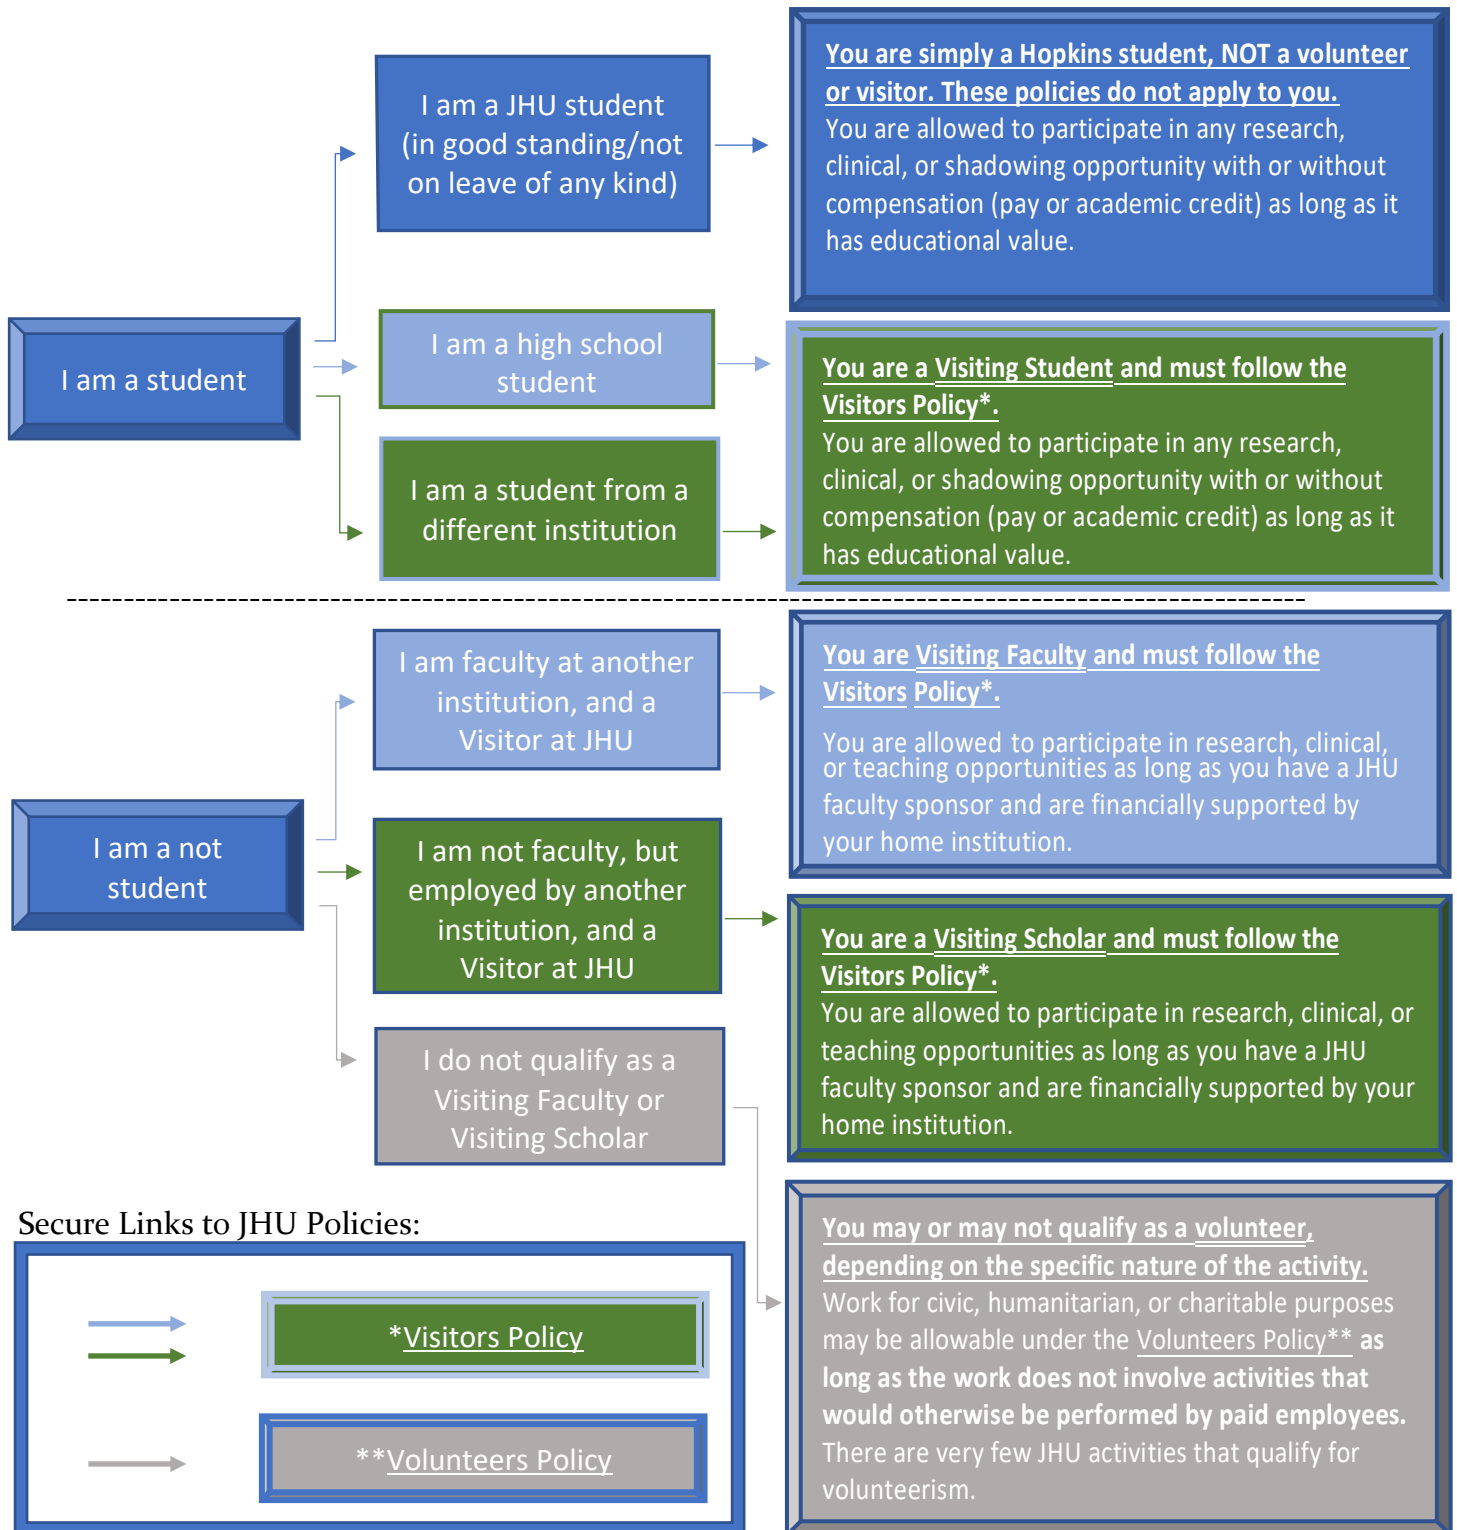 I am a student
I am a JHU student
(in good standing/not
on leave of any kind)
You are simply a Hopkins student, NOT a volunteer
or visitor. These policies do not apply to you.
You are allowed to participate in any research,
clinical, or shadowing opportunity with or without
compensation (pay or academic credit) as long as it
has educational value.
I am a high school
student
I am a student from a
different institution
You are a Visiting Student and must follow the
Visitors Policy*.
You are allowed to participate in any research,
clinical, or shadowing opportunity with or without
compensation (pay or academic credit) as long as it
has educational value.
I am a not
student
I am faculty at another
institution, and a
Visitor at JHU
You are Visiting Faculty and must follow the
Visitors Policy*.
You are allowed to participate in research, clinical,
or teaching opportunities as long as you have a JHU
faculty sponsor and are financially supported by
your home institution.
I am not faculty, but
employed by another
institution, and a
Visitor at JHU
You are a Visiting Scholar and must follow the
Visitors Policy*.
You are allowed to participate in research, clinical, or
teaching opportunities as long as you have a JHU
faculty sponsor and are financially supported by your
home institution.
I do not qualify as a
Visiting Faculty or
Visiting Scholar
You may or may not qualify as a volunteer,
depending on the specific nature of the activity.
Work for civic, humanitarian, or charitable purposes
may be allowable under the Volunteers Policy** as
long as the work does not involve activities that
would otherwise be performed by paid employees.
There are very few JHU activities that qualify for
volunteerism.
Secure Links to JHU Policies:
*Visitors Policy
**Volunteers Policy